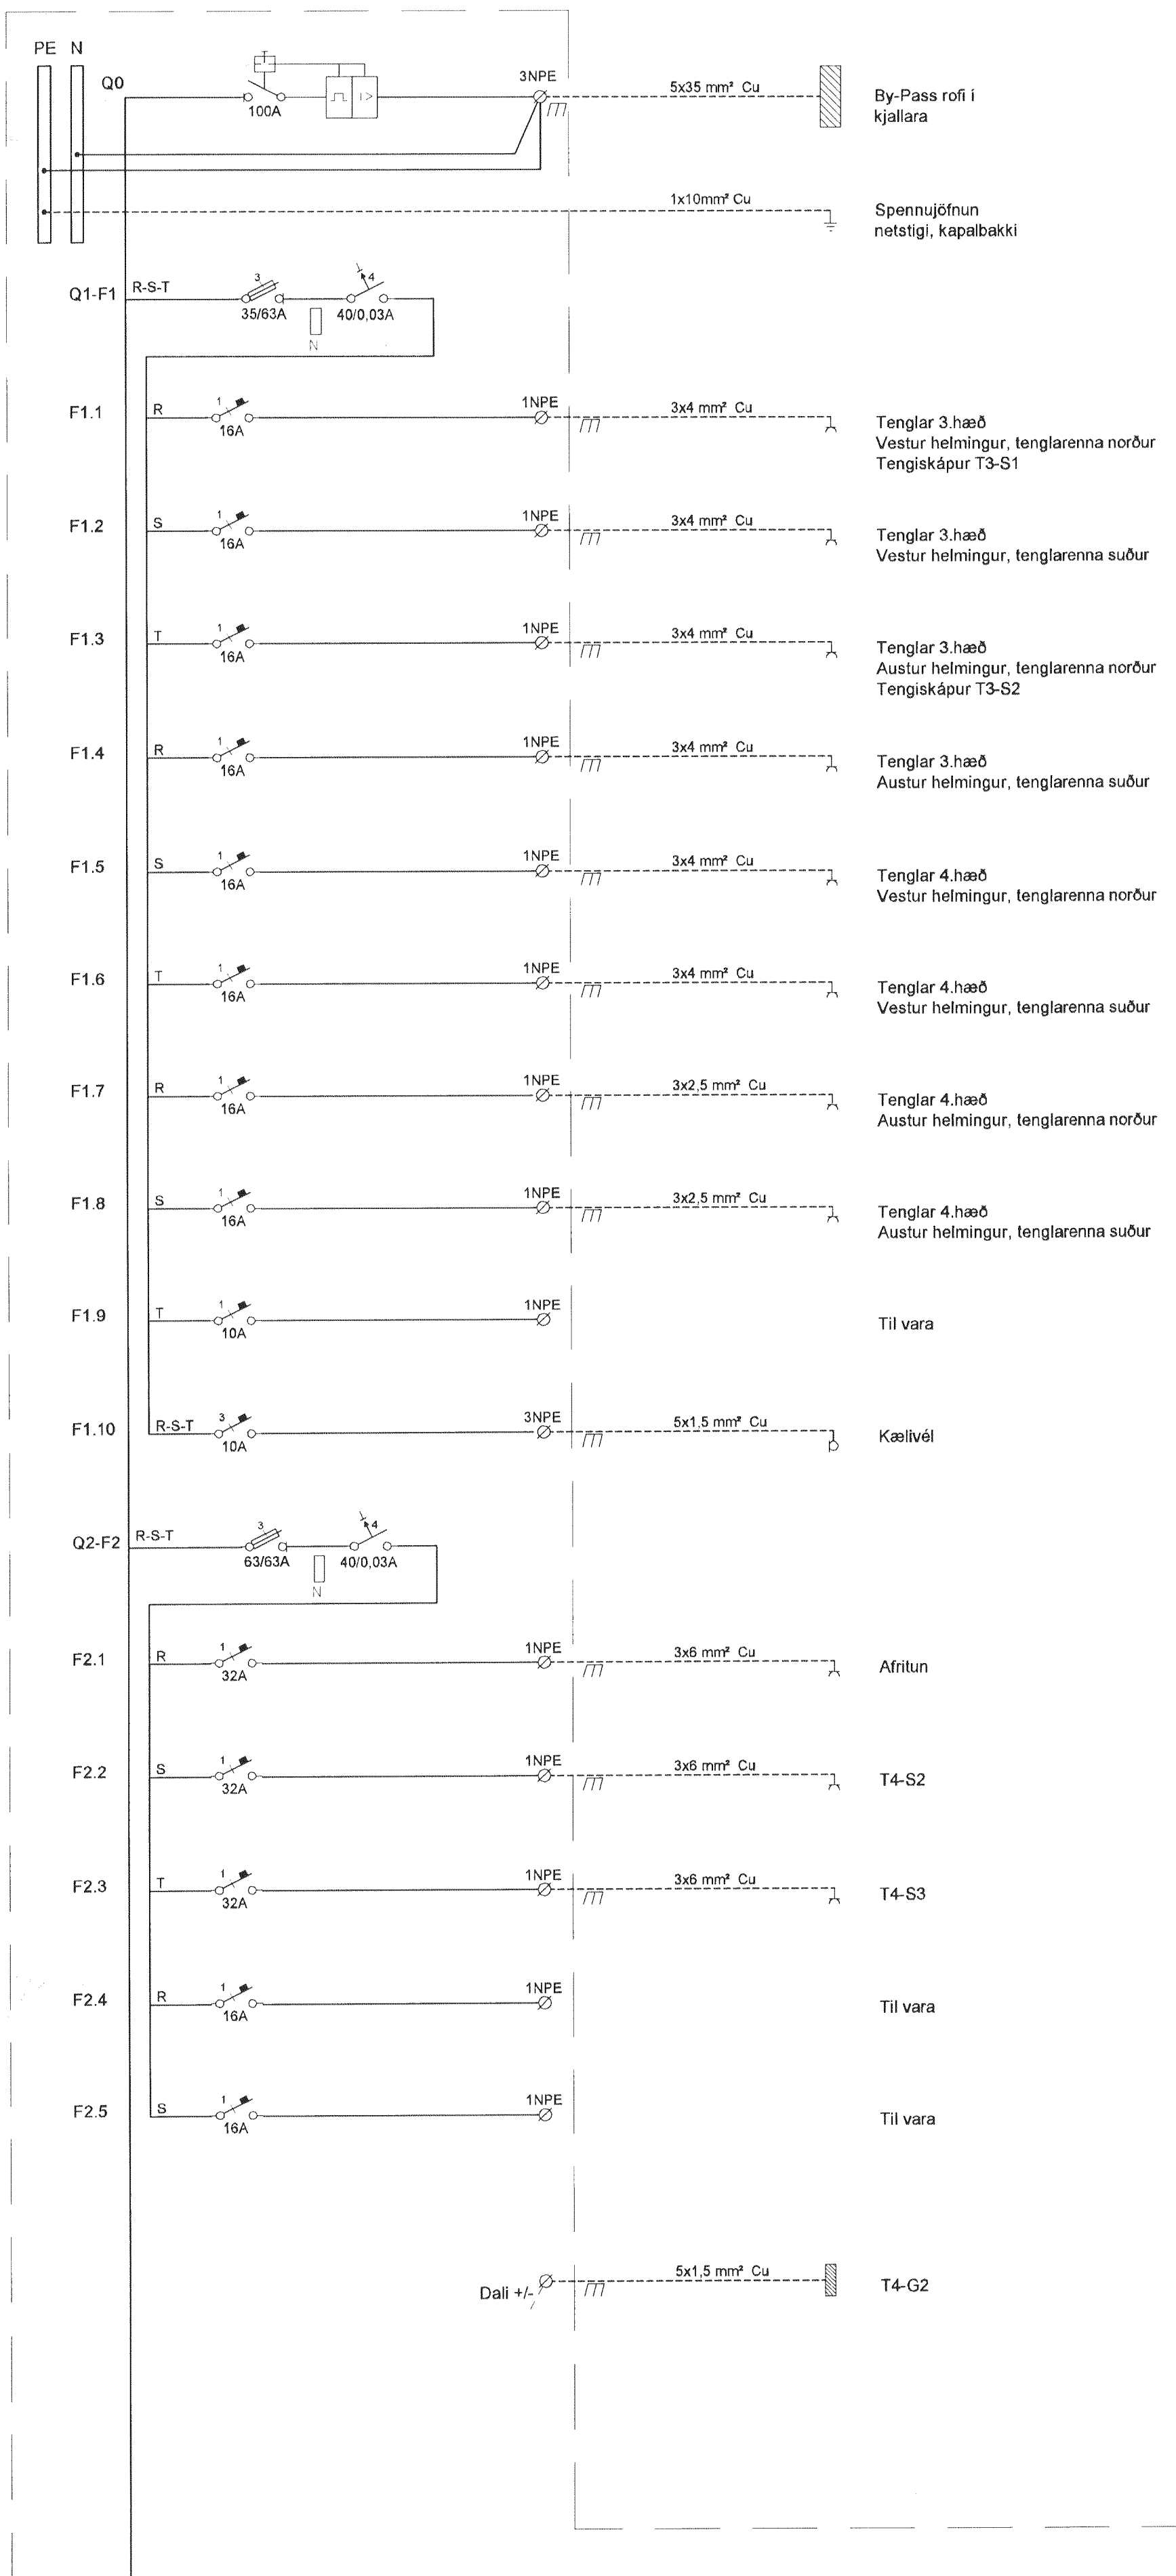 PE N
Q0
100A
I>
3NPE
5x35 mm² Cu
By-Pass rofi í
kjallara
1x10mm² Cu
Spennujöfnun
netstigi, kapalbakki
Q1-F1
R-S-T
3
35/63A
N
4
40/0,03A
F1.1
R
1
16A
1NPE
3x4 mm² Cu
Tenglar 3.hæð
Vestur helmingur, tenglarenna norður
Tengiskápur T3-S1
F1.2
S
1
16A
1NPE
3x4 mm² Cu
Tenglar 3.hæð
Vestur helmingur, tenglarenna suður
F1.3
T
1
16A
1NPE
3x4 mm² Cu
Tenglar 3.hæð
Austur helmingur, tenglarenna norður
Tengiskápur T3-S2
F1.4
R
1
16A
1NPE
3x4 mm² Cu
Tenglar 3.hæð
Austur helmingur, tenglarenna suður
F1.5
S
1
16A
1NPE
3x4 mm² Cu
Tenglar 4.hæð
Vestur helmingur, tenglarenna norður
F1.6
T
1
16A
1NPE
3x4 mm² Cu
Tenglar 4.hæð
Vestur helmingur, tenglarenna suður
F1.7
R
1
16A
1NPE
3x2,5 mm² Cu
Tenglar 4.hæð
Austur helmingur, tenglarenna norður
F1.8
S
1
16A
1NPE
3x2,5 mm² Cu
Tenglar 4.hæð
Austur helmingur, tenglarenna suður
F1.9
T
1
10A
1NPE
Til vara
F1.10
R-S-T
3
10A
3NPE
5x1,5 mm² Cu
Kælivél
Q2-F2
R-S-T
3
63/63A
N
4
40/0,03A
F2.1
R
1
32A
1NPE
3x6 mm² Cu
Afritun
F2.2
S
1
32A
1NPE
3x6 mm² Cu
T4-S2
F2.3
T
1
32A
1NPE
3x6 mm² Cu
T4-S3
F2.4
R
1
16A
1NPE
Til vara
F2.5
S
1
16A
1NPE
Til vara
Dali +/-
5x1,5 mm² Cu
T4-G2